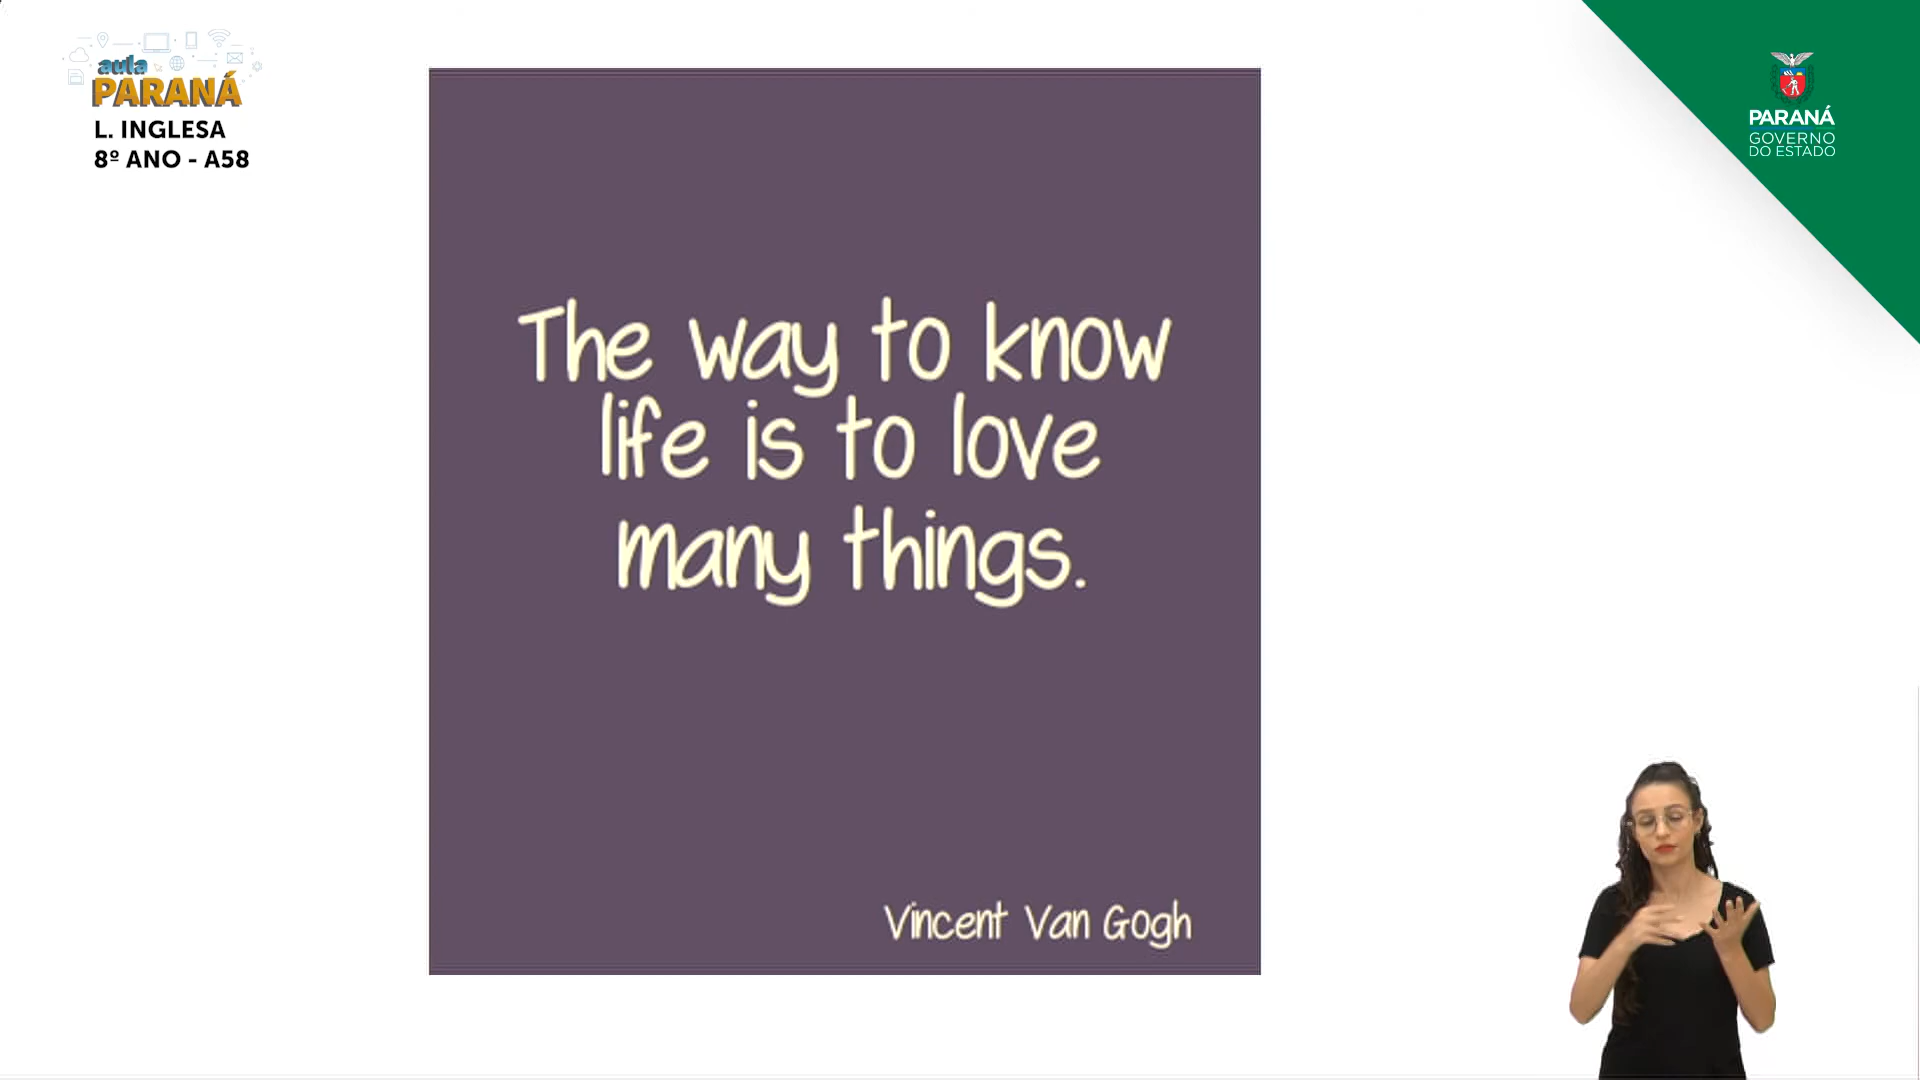 aula
PARANÁ
L. INGLESA
8º ANO - A58
PARANÁ
GOVERNO
DO ESTADO
The way to know
life is to love
many things.
Vincent Van Gogh